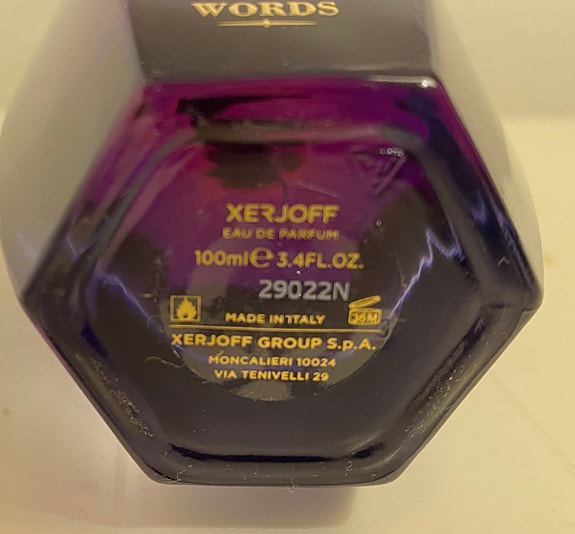 WORDS
XERJOFF
EAU DE PARFUM
100ml℮ 3.4FL.OZ.
29022N
36M
MADE IN ITALY
XERJOFF GROUP S.p.A.
MONCALIERI 10024
VIA TENIVELLI 29